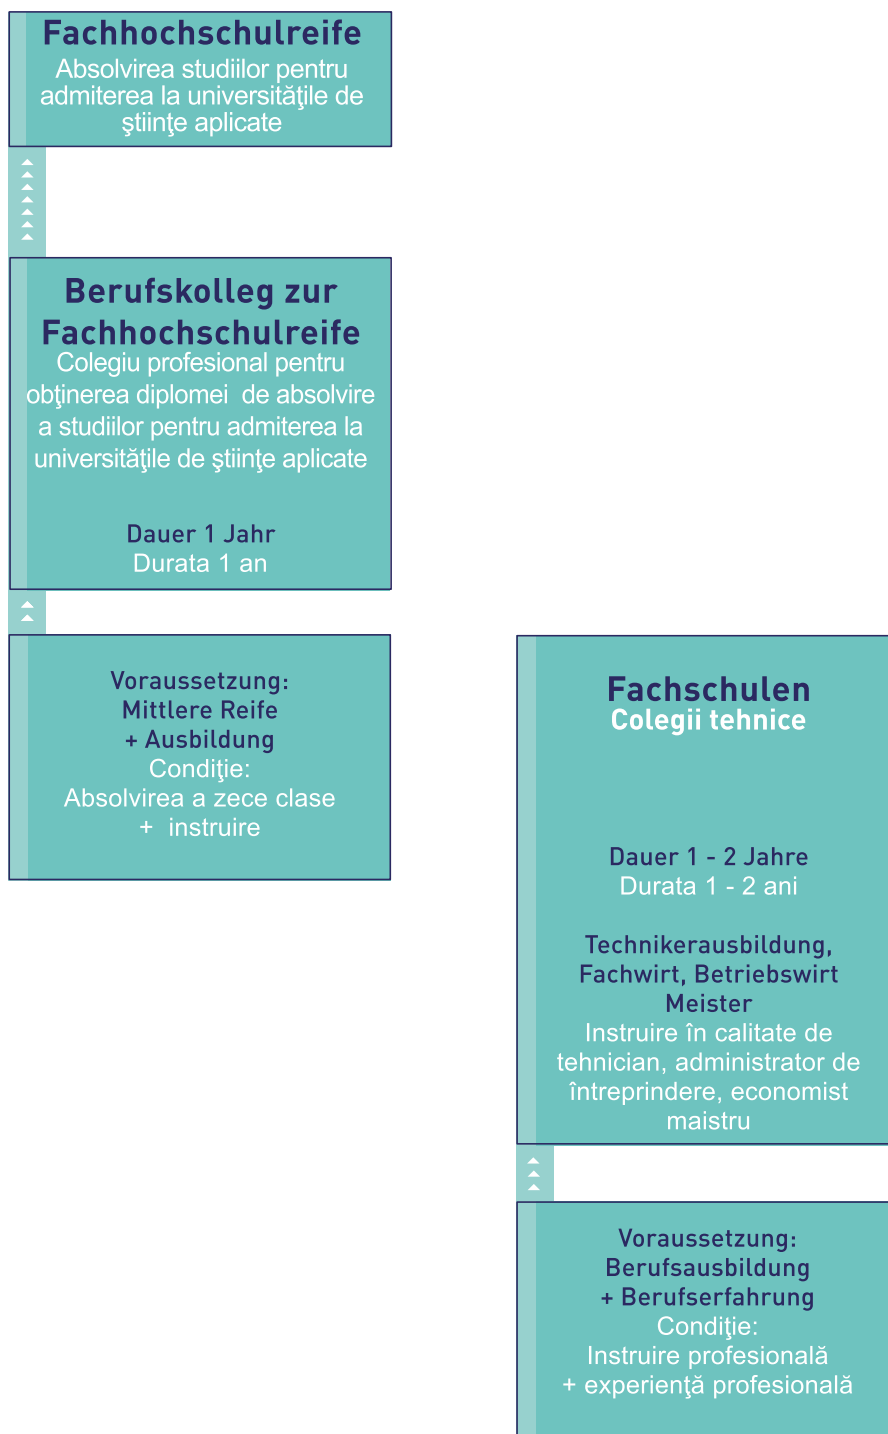 Fachhochschulreife
Absolvirea studiilor pentru
admiterea la universităţile de
ştiinţe aplicate
Berufskolleg zur
Fachhochschulreife
Colegiu profesional pentru
obţinerea diplomei de absolvire
a studiilor pentru admiterea la
universităţile de ştiinţe aplicate
Dauer 1 Jahr
Durata 1 an
Voraussetzung:
Mittlere Reife
+ Ausbildung
Condiţie:
Absolvirea a zece clase
+ instruire
Fachschulen
Colegii tehnice
Dauer 1 - 2 Jahre
Durata 1 - 2 ani
Technikerausbildung,
Fachwirt, Betriebswirt
Meister
Instruire în calitate de
tehnician, administrator de
întreprindere, economist
maistru
Voraussetzung:
Berufsausbildung
+ Berufserfahrung
Condiţie:
Instruire profesională
+ experienţă profesională